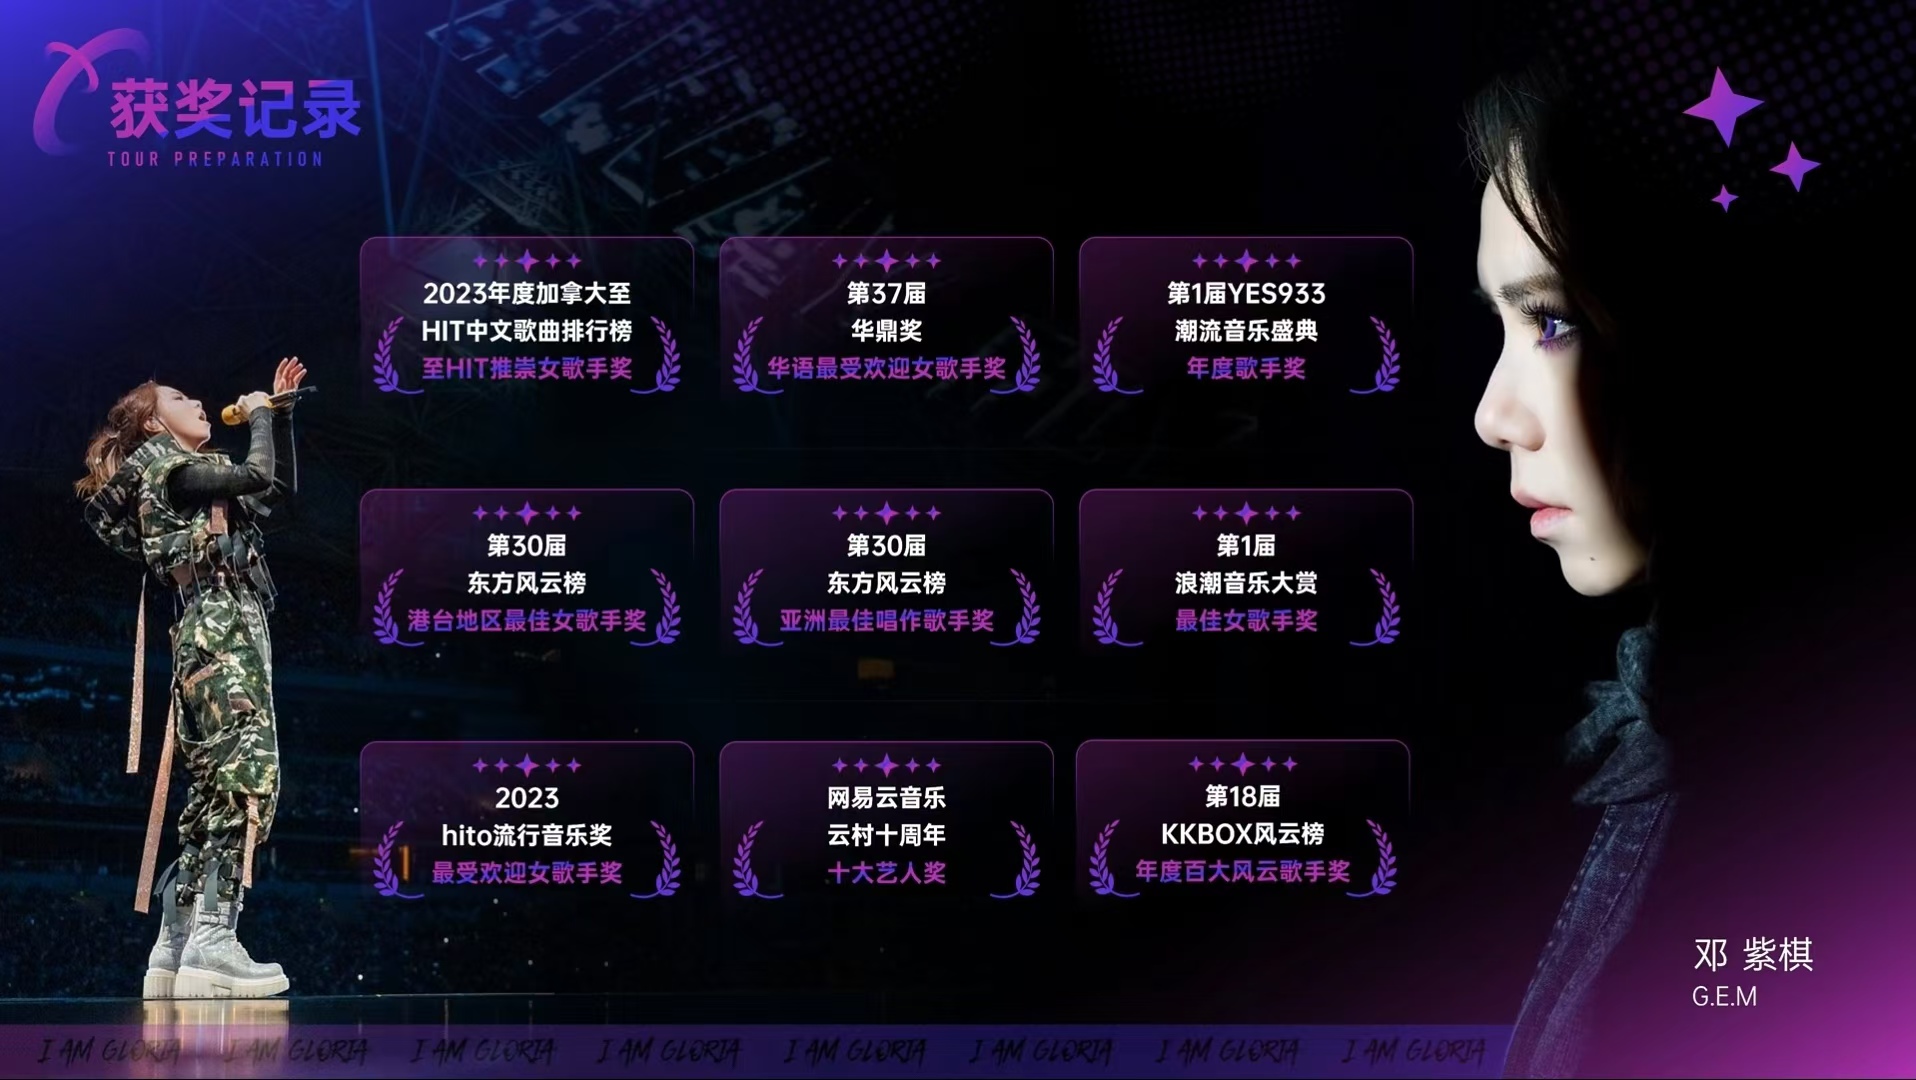 获奖记录
TOUR PREPARATION
2023年度加拿大至
HIT中文歌曲排行榜
至HIT推崇女歌手奖
第37届
华鼎奖
华语最受欢迎女歌手奖
第1届YES933
潮流音乐盛典
年度歌手奖
第30届
东方风云榜
港台地区最佳女歌手奖
第30届
东方风云榜
亚洲最佳唱作歌手奖
第1届
浪潮音乐大赏
最佳女歌手奖
2023
hito流行音乐奖
最受欢迎女歌手奖
网易云音乐
云村十周年
十大艺人奖
第18届
KKBOX风云榜
年度百大风云歌手奖
邓 紫棋
G.E.M
I AM GLORIA I AM GLORIA I AM GLORIA I AM GLORIA I AM GLORIA I AM GLORIA I AM GLORIA I AM GLORIA